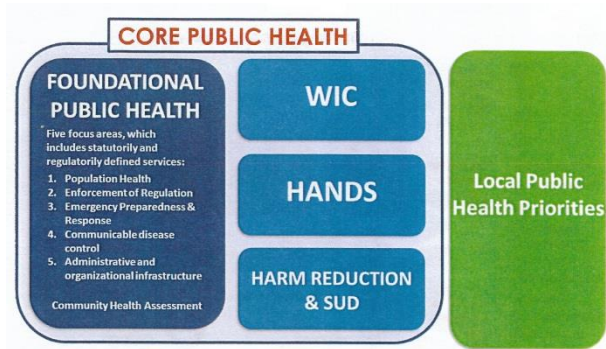 CORE PUBLIC HEALTH
FOUNDATIONAL
PUBLIC HEALTH
* Five focus areas, which
includes statutorily and
regulatorily defined services:
1. Population Health
2. Enforcement of Regulation
3. Emergency Preparedness &
Response
4. Communicable disease
control
5. Administrative and
organizational infrastructure
Community Health Assessment
WIC
HANDS
HARM REDUCTION
& SUD
Local Public
Health Priorities